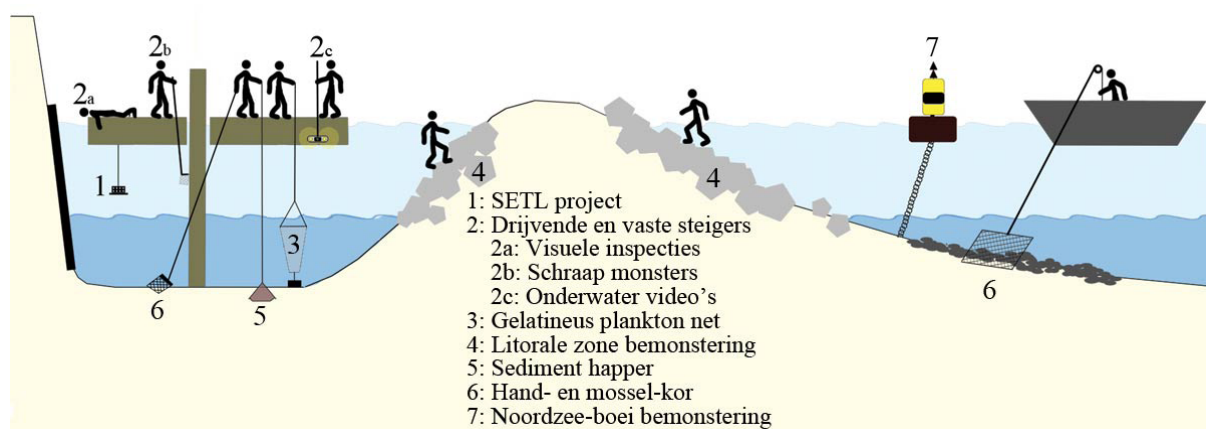 2b
2c
7
2a
1
4
4
3
6
5
6
1: SETL project
2: Drijvende en vaste steigers
2a: Visuele inspecties
2b: Schraap monsters
2c: Onderwater video's
3: Gelatineus plankton net
4: Litorale zone bemonstering
5: Sediment happer
6: Hand- en mossel-kor
7: Noordzee-boei bemonstering